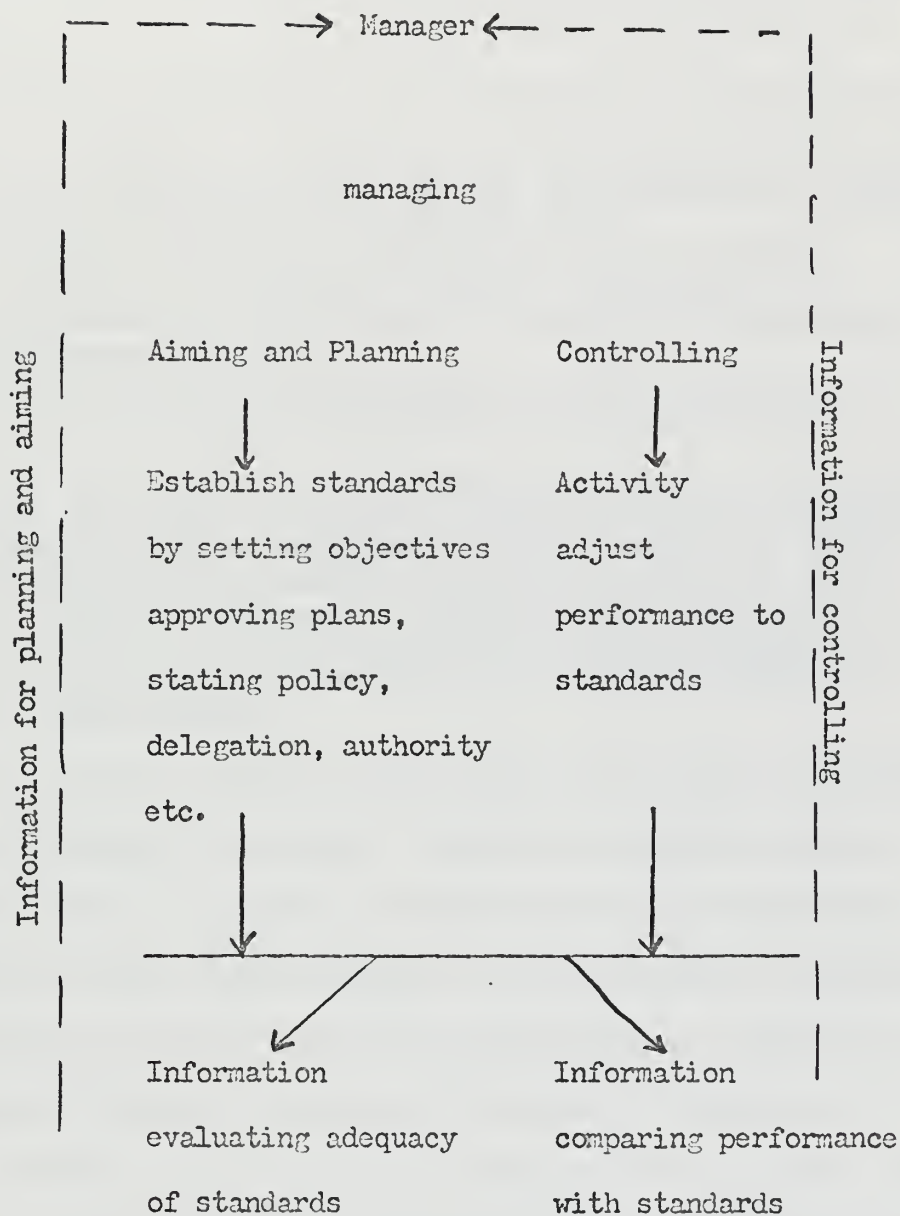 Manager
managing
Information for planning and aiming
Aiming and Planning
Establish standards
by setting objectives
approving plans,
stating policy,
delegation, authority
etc.
Controlling
Activity
adjust
performance to
standards
Information for controlling
Information
evaluating adequacy
of standards
Information
comparing performance
with standards